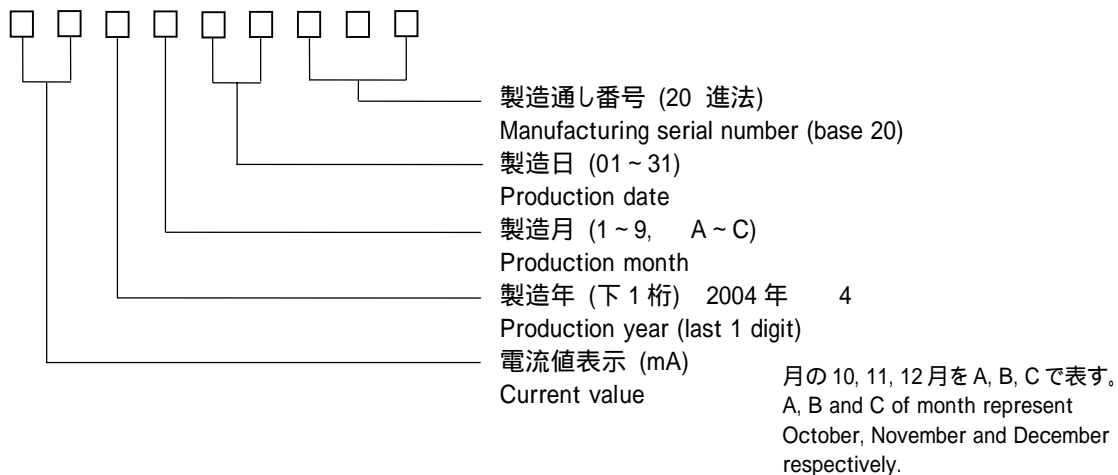 製造通し番号 (20 進法)
Manufacturing serial number (base 20)
製造日 (01 ~ 31)
Production date
製造月 (1 ~ 9, A ~ C)
Production month
製造年 (下 1 桁) 2004 年 4
Production year (last 1 digit)
電流値表示 (mA)
Current value
月の 10, 11, 12 月を A, B, C で表す。
A, B and C of month represent
October, November and December
respectively.